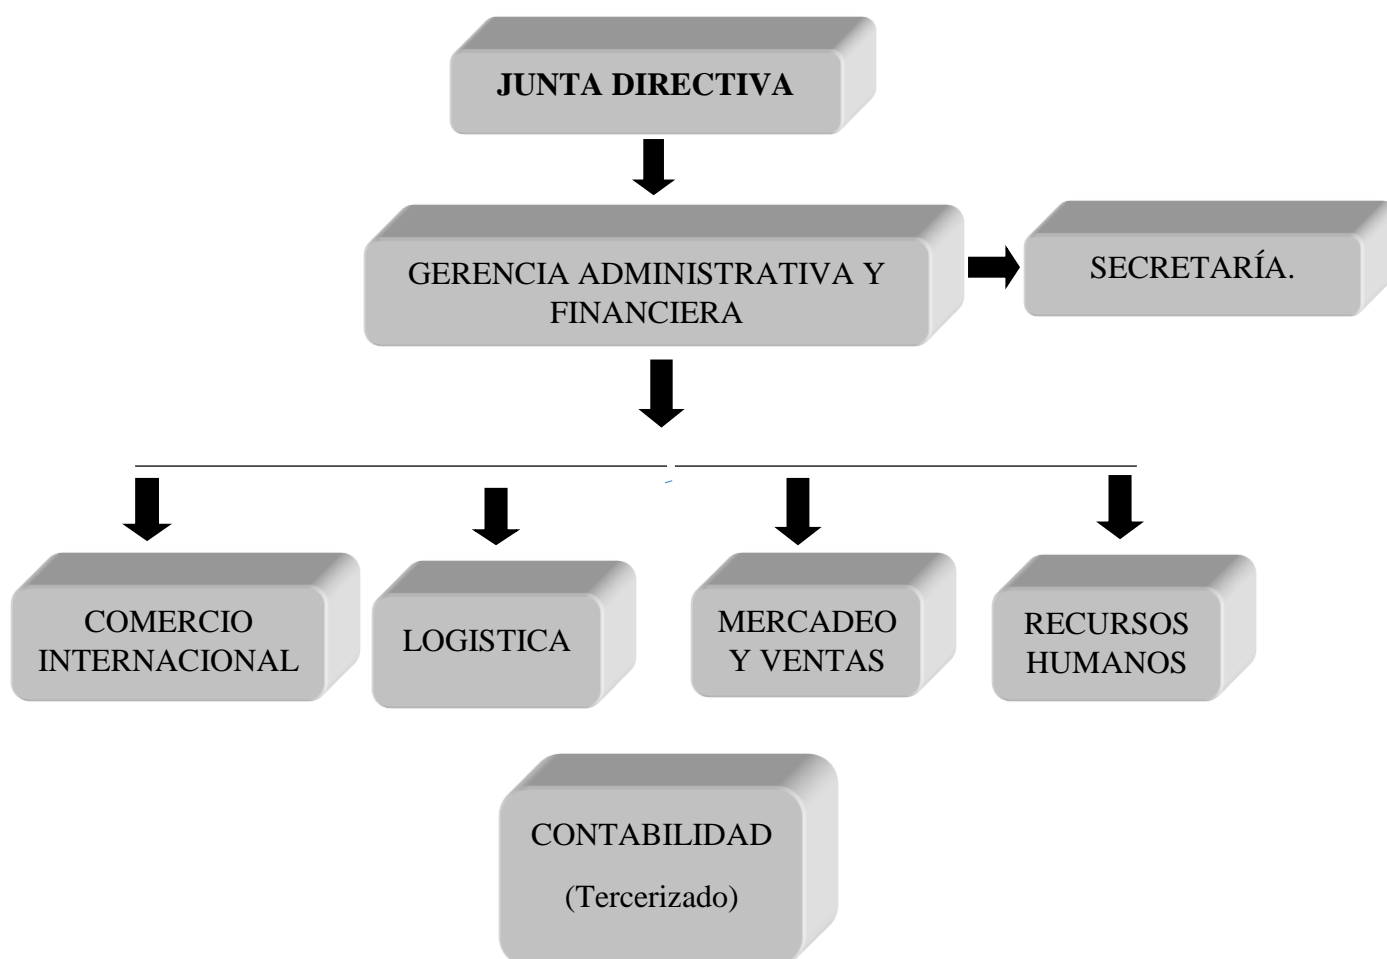 JUNTA DIRECTIVA
GERENCIA ADMINISTRATIVA Y
FINANCIERA
SECRETARÍA.
COMERCIO
INTERNACIONAL
LOGISTICA
MERCADEO
Y VENTAS
RECURSOS
HUMANOS
CONTABILIDAD
(Tercerizado)